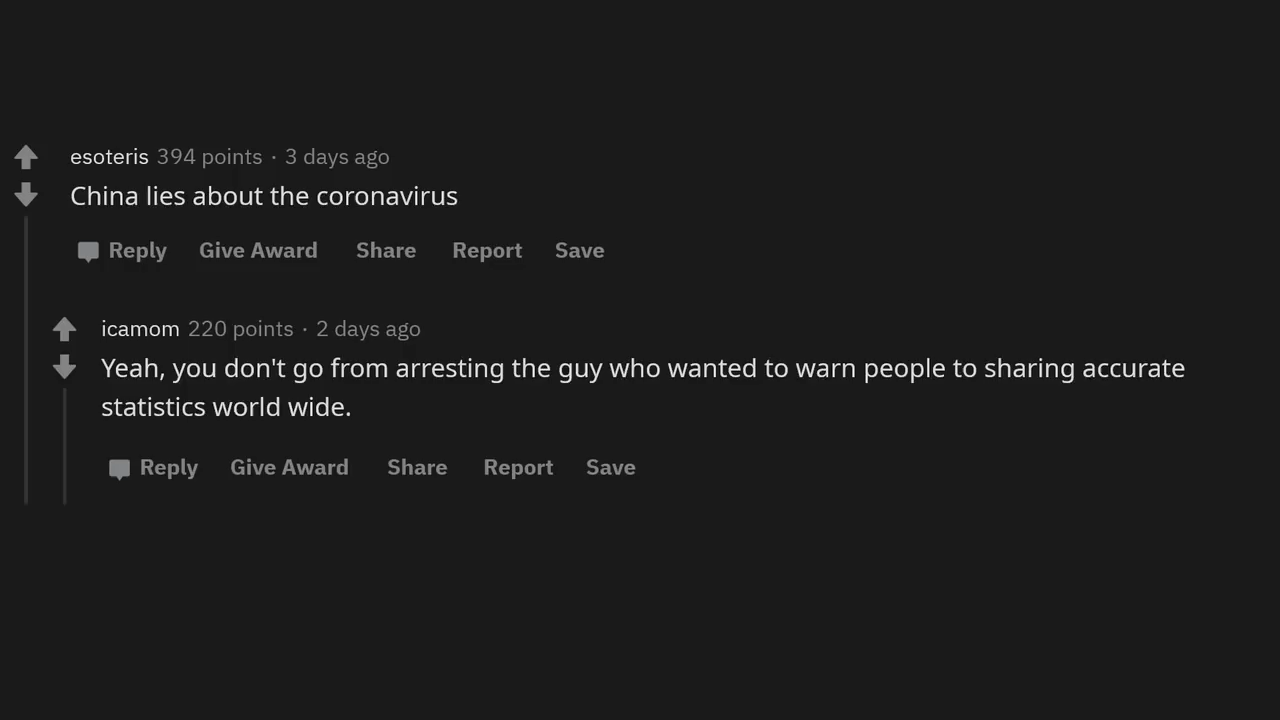 esoteris 394 points · 3 days ago
China lies about the coronavirus
Reply Give Award Share Report Save
icamom 220 points · 2 days ago
Yeah, you don't go from arresting the guy who wanted to warn people to sharing accurate
statistics world wide.
Reply Give Award Share Report Save